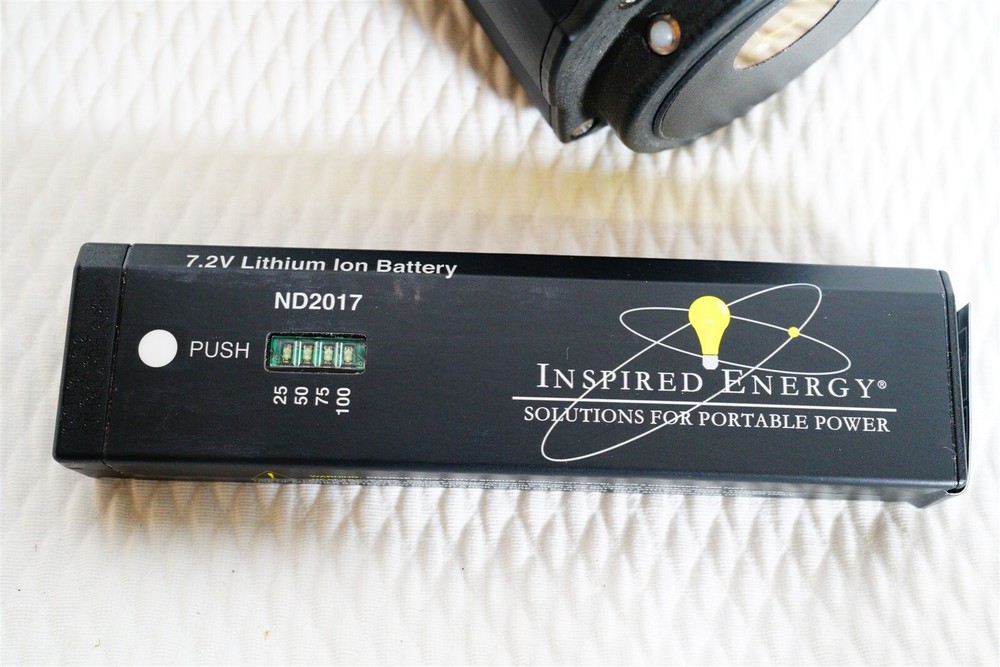 7.2V Lithium Ion Battery
ND2017
PUSH
25
50
75
100
INSPIRED ENERGY®
SOLUTIONS FOR PORTABLE POWER